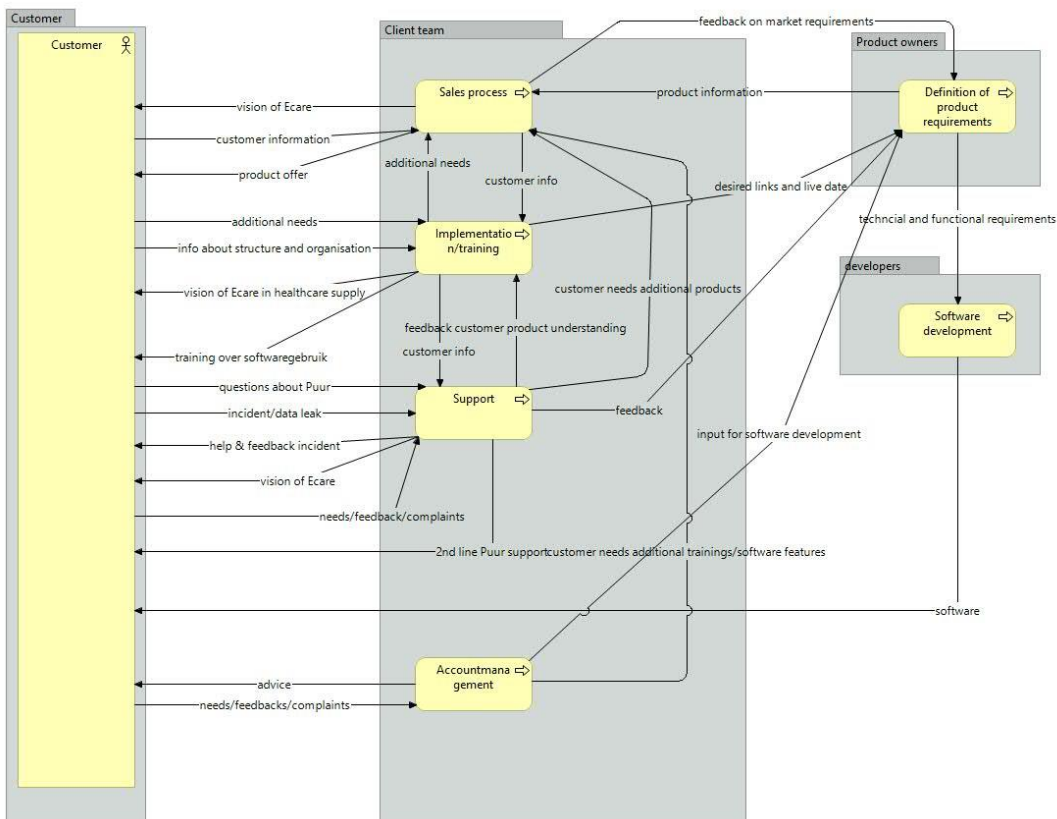 Customer
Customer
Client team
feedback on market requirements
Product owners
Sales process
product information
Definition of
product
requirements
vision of Ecare
customer information
additional needs
product offer
customer info
desired links and live date
additional needs
techncial and functional requirements
Implementatio
n/training
info about structure and organisation
developers
vision of Ecare in healthcare supply
customer needs additional products
Software
development
feedback customer product understanding
customer info
training over softwaregebruik
questions about Puur
Support
incident/data leak
feedback
input for software development
help & feedback incident
vision of Ecare
needs/feedback/complaints
2nd line Puur support
customer needs additional trainings/software features
software
Accountmana
gement
advice
needs/feedbacks/complaints